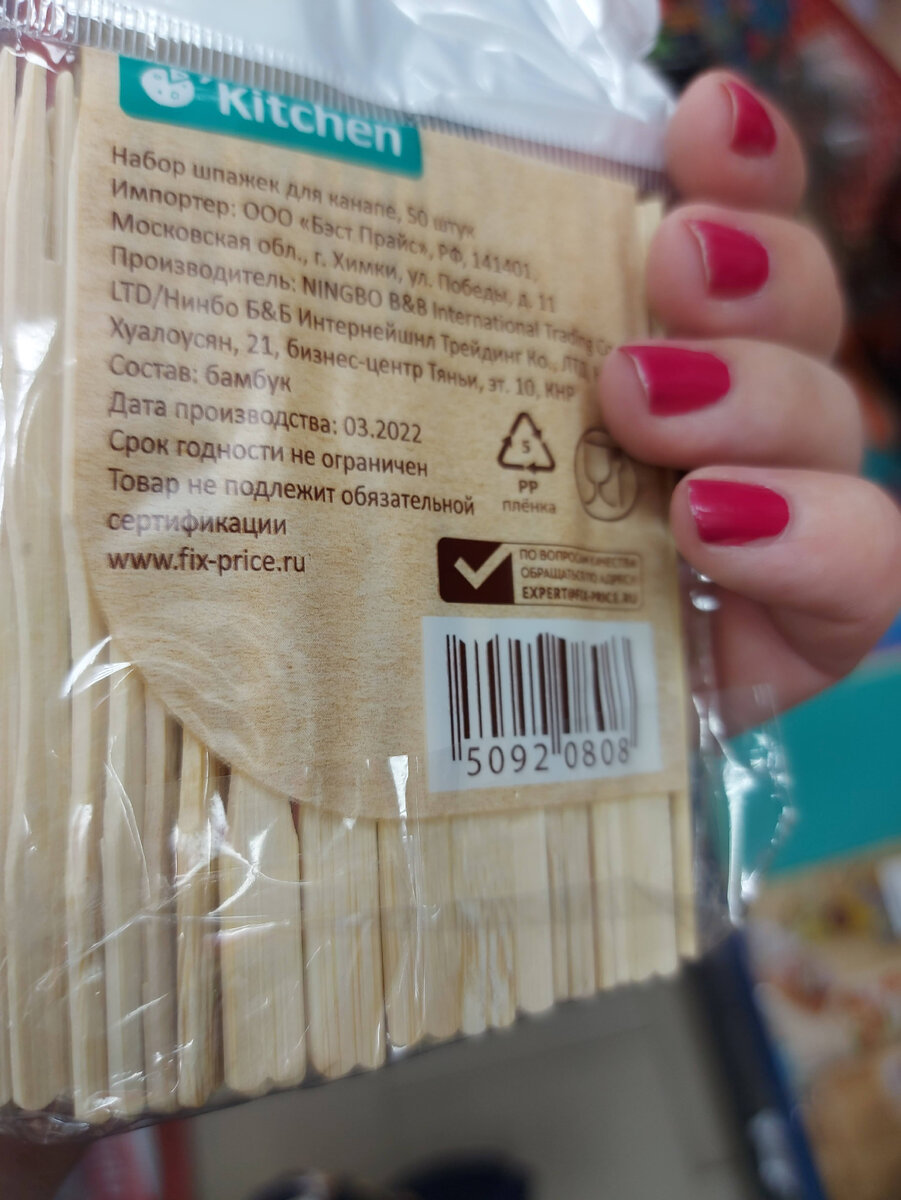 Kitchen
Набор шпажек для канапе, 50 штук
Импортер: ООО «Бэст Прайс», РФ, 141401,
Московская обл., г. Химки, ул. Победы, д. 11
Производитель: NINGBO B&B International Trading Co
LTD/Нинбо Б&Б Интернейшнл Трейдинг Ко., ЛТД
Хуалоусян, 21, бизнес-центр Тяньи, эт. 10, КНР
Состав: бамбук
Дата производства: 03.2022
Срок годности не ограничен
Товар не подлежит обязательной
сертификации
www.fix-price.ru
5
PP
плёнка
ПО ВОПРОСАМ КАЧЕСТВА
ОБРАЩАТЬСЯ ПО АДРЕСУ
EXPERT@FIX-PRICE.RU
5092 0808